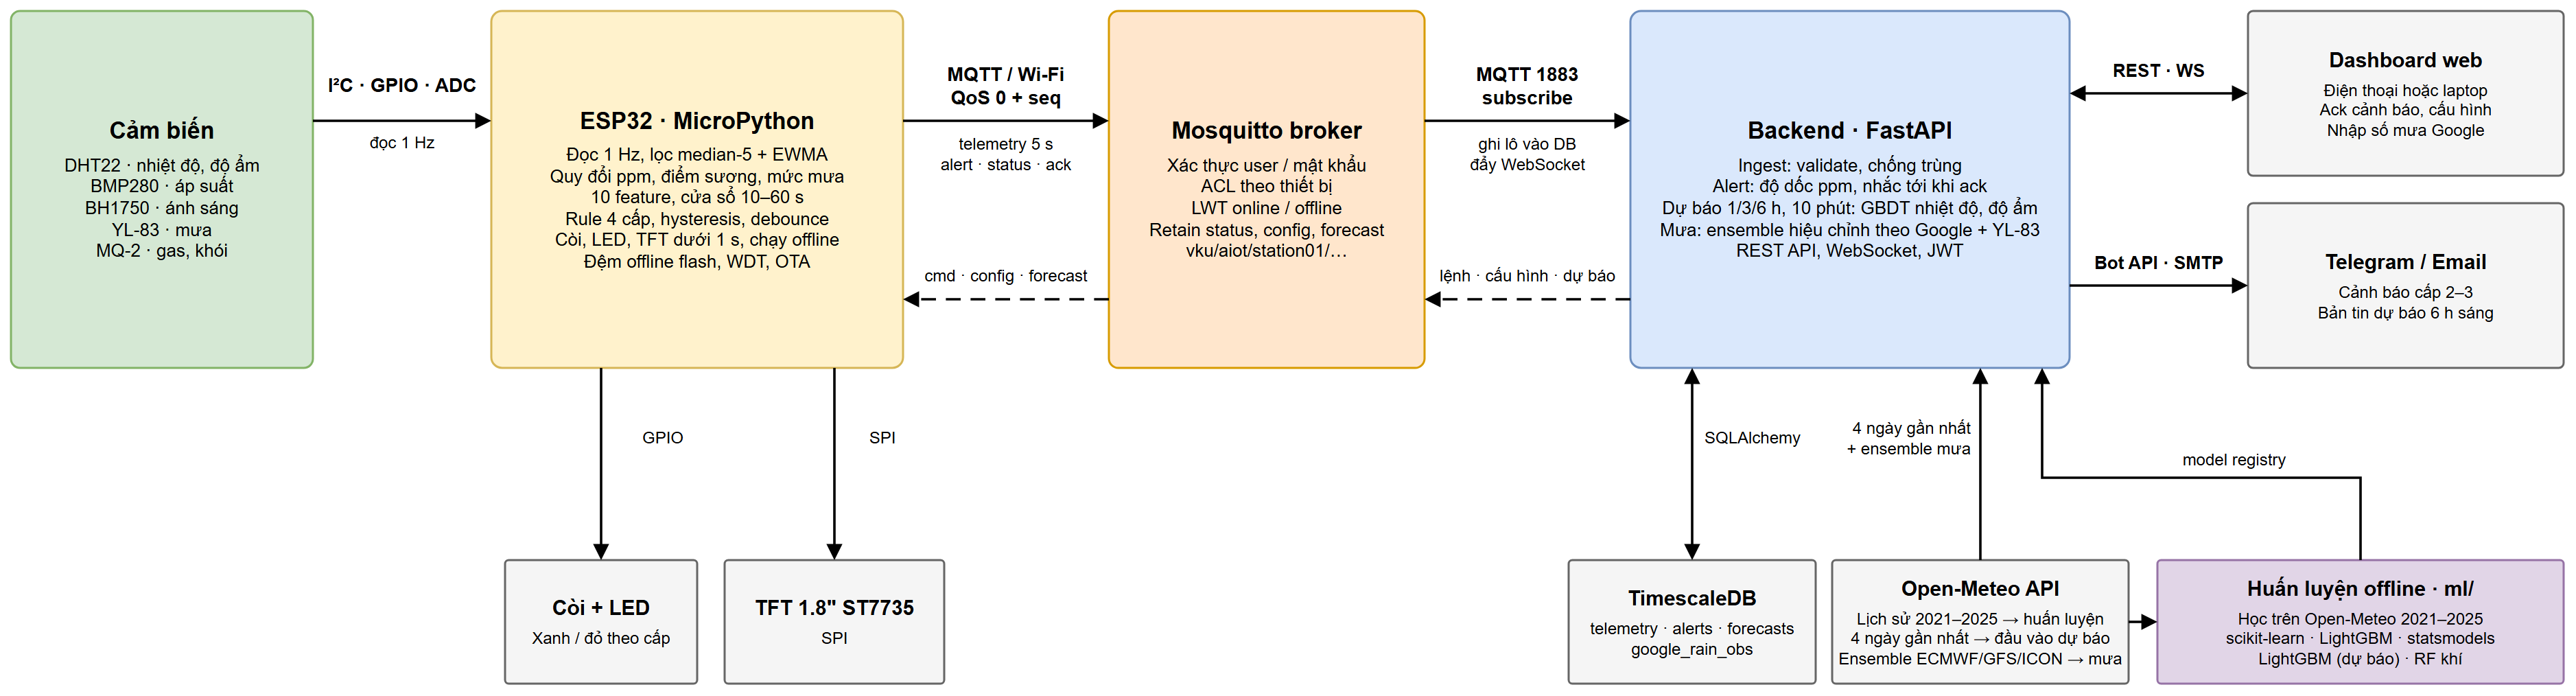 Cảm biến
DHT22 · nhiệt độ, độ ẩm
BMP280 · áp suất
BH1750 · ánh sáng
YL-83 · mưa
MQ-2 · gas, khói
I²C · GPIO · ADC
đọc 1 Hz
ESP32 · MicroPython
Đọc 1 Hz, lọc median-5 + EWMA
Quy đổi ppm, điểm sương, mức mưa
10 feature, cửa sổ 10–60 s
Rule 4 cấp, hysteresis, debounce
Còi, LED, TFT dưới 1 s, chạy offline
Đệm offline flash, WDT, OTA
MQTT / Wi-Fi
QoS 0 + seq
telemetry 5 s
alert · status · ack
cmd · config · forecast
Mosquitto broker
Xác thực user / mật khẩu
ACL theo thiết bị
LWT online / offline
Retain status, config, forecast
vku/aiot/station01/…
MQTT 1883
subscribe
ghi lô vào DB
đẩy WebSocket
lệnh · cấu hình · dự báo
Backend · FastAPI
Ingest: validate, chống trùng
Alert: độ dốc ppm, nhắc tới khi ack
Dự báo 1/3/6 h, 10 phút: GBDT nhiệt độ, độ ẩm
Mưa: ensemble hiệu chỉnh theo Google + YL-83
REST API, WebSocket, JWT
REST · WS
Dashboard web
Điện thoại hoặc laptop
Ack cảnh báo, cấu hình
Nhập số mưa Google
Bot API · SMTP
Telegram / Email
Cảnh báo cấp 2–3
Bản tin dự báo 6 h sáng
GPIO
SPI
SQLAlchemy
4 ngày gần nhất
+ ensemble mưa
model registry
Còi + LED
Xanh / đỏ theo cấp
TFT 1.8" ST7735
SPI
TimescaleDB
telemetry · alerts · forecasts
google_rain_obs
Open-Meteo API
Lịch sử 2021–2025 → huấn luyện
4 ngày gần nhất → đầu vào dự báo
Ensemble ECMWF/GFS/ICON → mưa
Huấn luyện offline · ml/
Học trên Open-Meteo 2021–2025
scikit-learn · LightGBM · statsmodels
LightGBM (dự báo) · RF khí